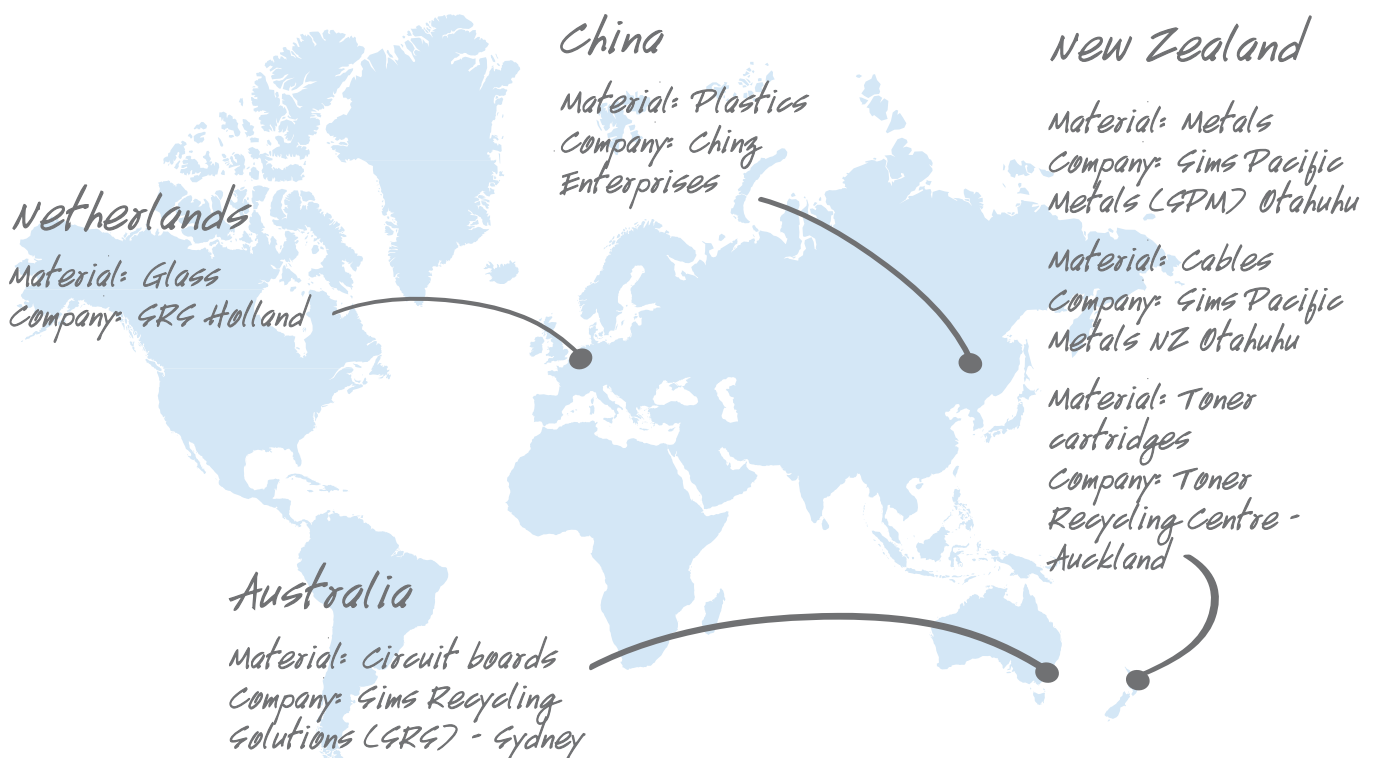 China
Material: Plastics
Company: Ching
Enterprises
New Zealand
Material: Metals
Company: Sims Pacific
Metals (SPM) Otahuhu
Material: Cables
Company: Sims Pacific
Metals NZ Otahuhu
Material: Toner
cartridges
Company: Toner
Recycling Centre -
Auckland
Netherlands
Material: Glass
Company: SRS Holland
Australia
Material: Circuit boards
Company: Sims Recycling
Solutions (SRS) - Sydney